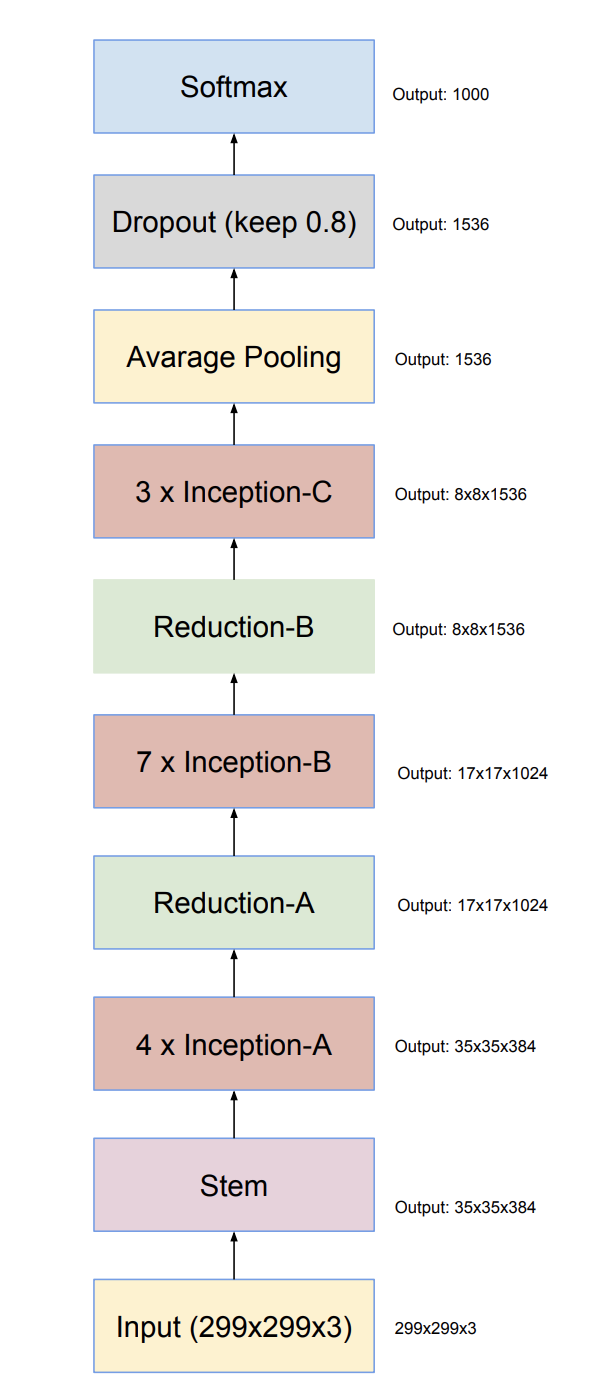 Softmax
Output: 1000
Dropout (keep 0.8)
Output: 1536
Avarage Pooling
Output: 1536
3 x Inception-C
Output: 8x8x1536
Reduction-B
Output: 8x8x1536
7 x Inception-B
Output: 17x17x1024
Reduction-A
Output: 17x17x1024
4 x Inception-A
Output: 35x35x384
Stem
Output: 35x35x384
Input (299x299x3)
299x299x3